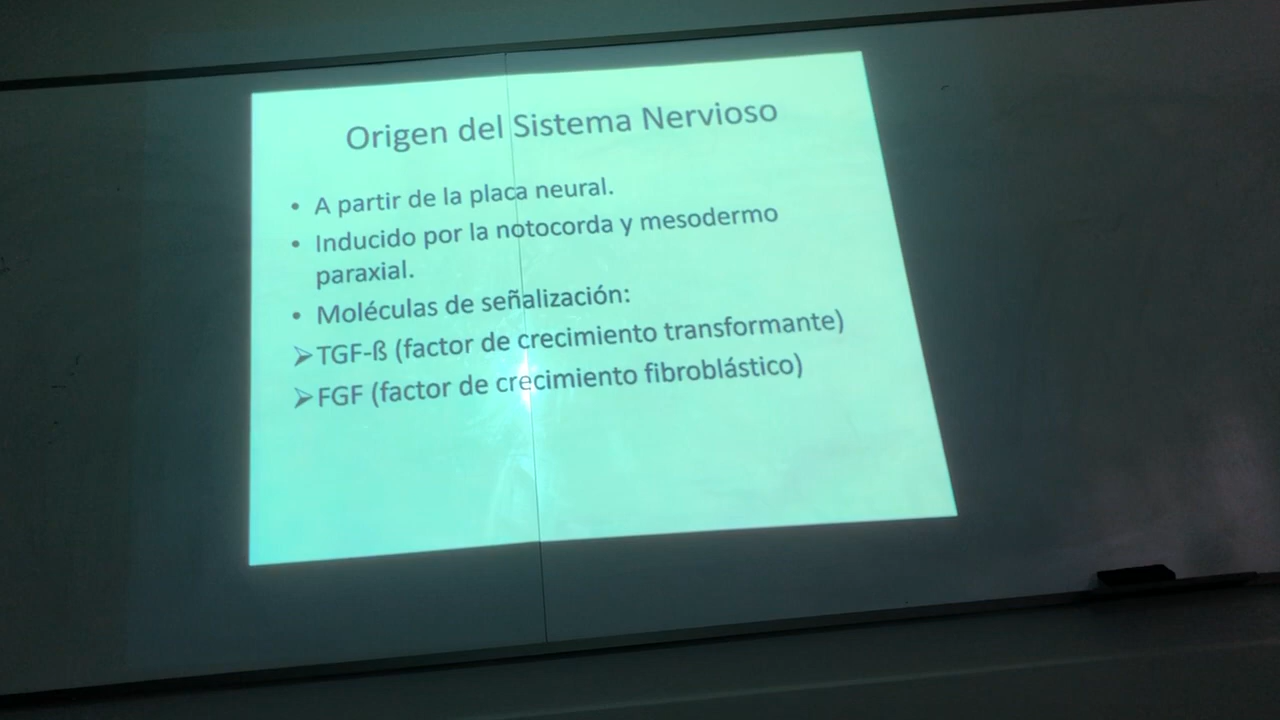 Origen del Sistema Nervioso
• A partir de la placa neural.
• Inducido por la notocorda y mesodermo
paraxial.
• Moléculas de señalización:
➢TGF-ß (factor de crecimiento transformante)
➢FGF (factor de crecimiento fibroblástico)